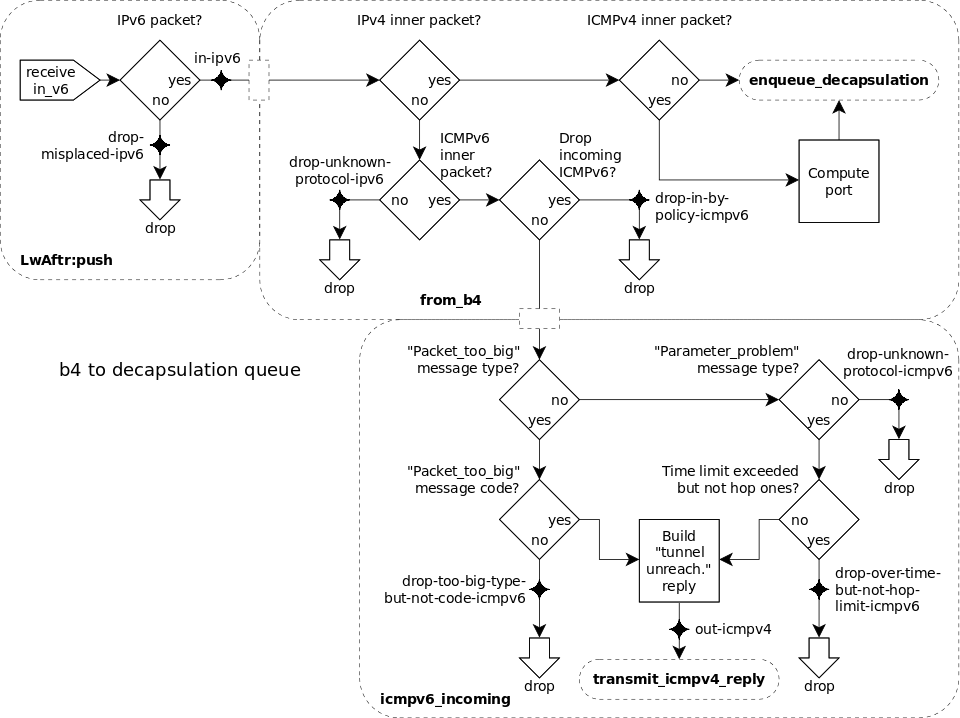 IPv6 packet?
IPv4 inner packet?
ICMPv4 inner packet?
receive
in_v6
yes
no
in-ipv6
yes
no
no
yes
enqueue_decapsulation
drop-
misplaced-ipv6
drop
LwAftr:push
drop-unknown-
protocol-ipv6
ICMPv6
inner
packet?
no
yes
drop
Drop
incoming
ICMPv6?
yes
no
drop-in-by-
policy-icmpv6
drop
Compute
port
from_b4
b4 to decapsulation queue
"Packet_too_big"
message type?
no
yes
"Parameter_problem"
message type?
no
yes
drop-unknown-
protocol-icmpv6
drop
"Packet_too_big"
message code?
yes
no
Time limit exceeded
but not hop ones?
no
yes
Build
"tunnel
unreach."
reply
drop-too-big-type-
but-not-code-icmpv6
drop
out-icmpv4
transmit_icmpv4_reply
drop-over-time-
but-not-hop-
limit-icmpv6
drop
icmpv6_incoming